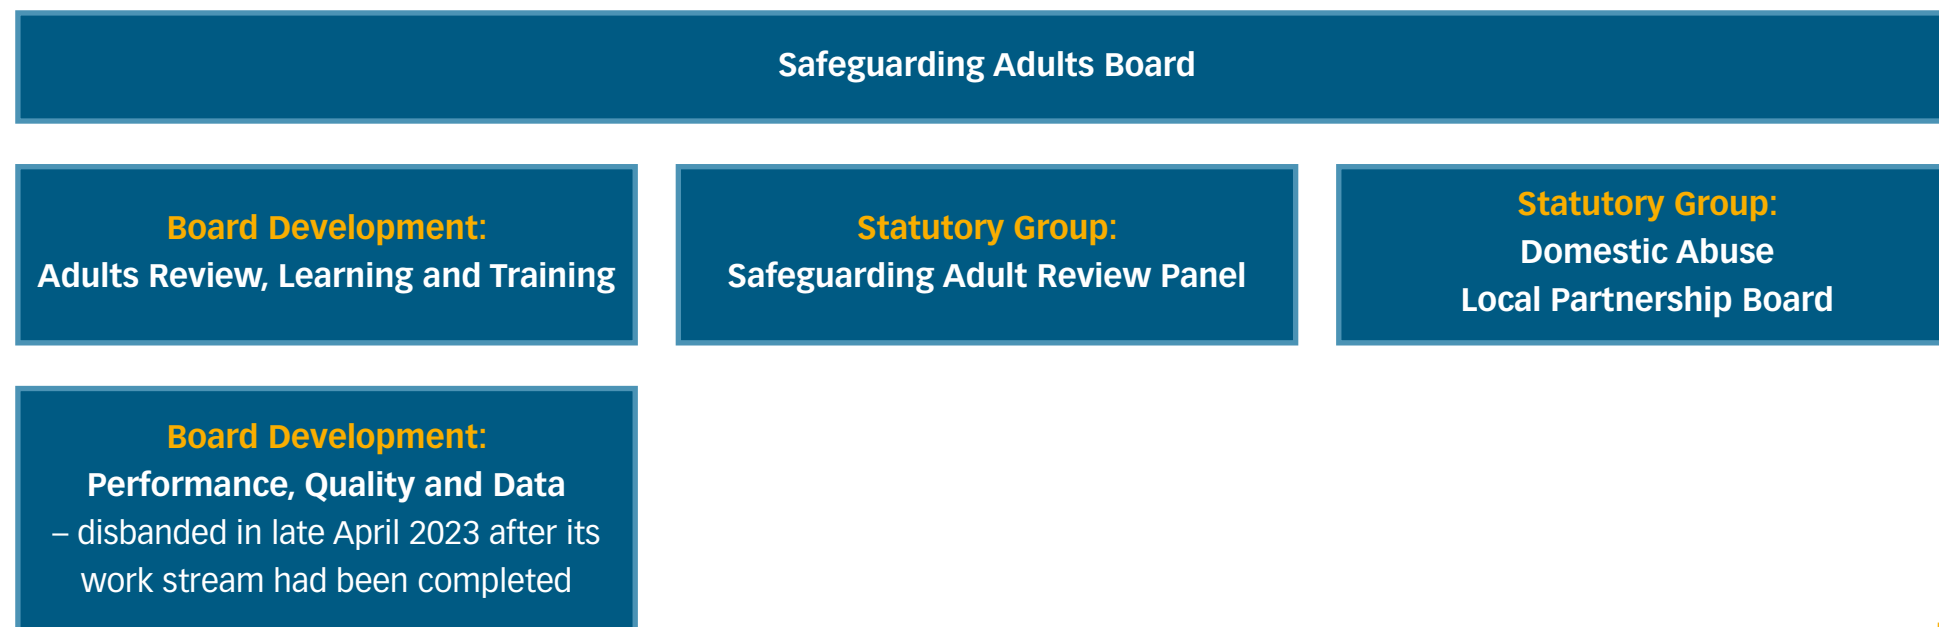 Safeguarding Adults Board
Board Development:
Adults Review, Learning and Training
Statutory Group:
Safeguarding Adult Review Panel
Statutory Group:
Domestic Abuse
Local Partnership Board
Board Development:
Performance, Quality and Data
– disbanded in late April 2023 after its
work stream had been completed